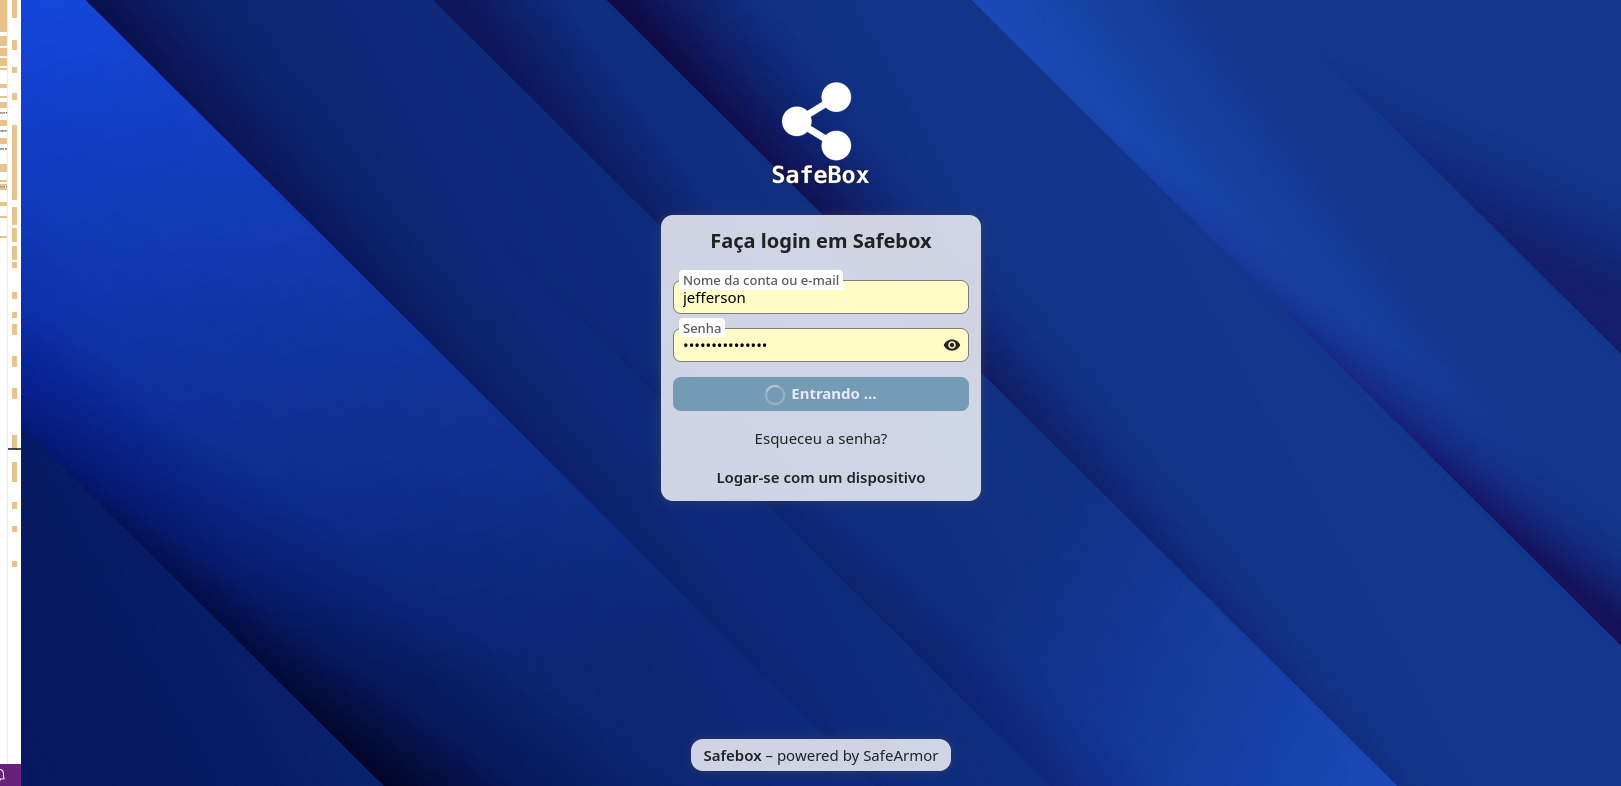 SafeBox
Faça login em Safebox
Nome da conta ou e-mail
jefferson
Senha
•••••••••••••••
Entrando ...
Esqueceu a senha?
Logar-se com um dispositivo
Safebox – powered by SafeArmor